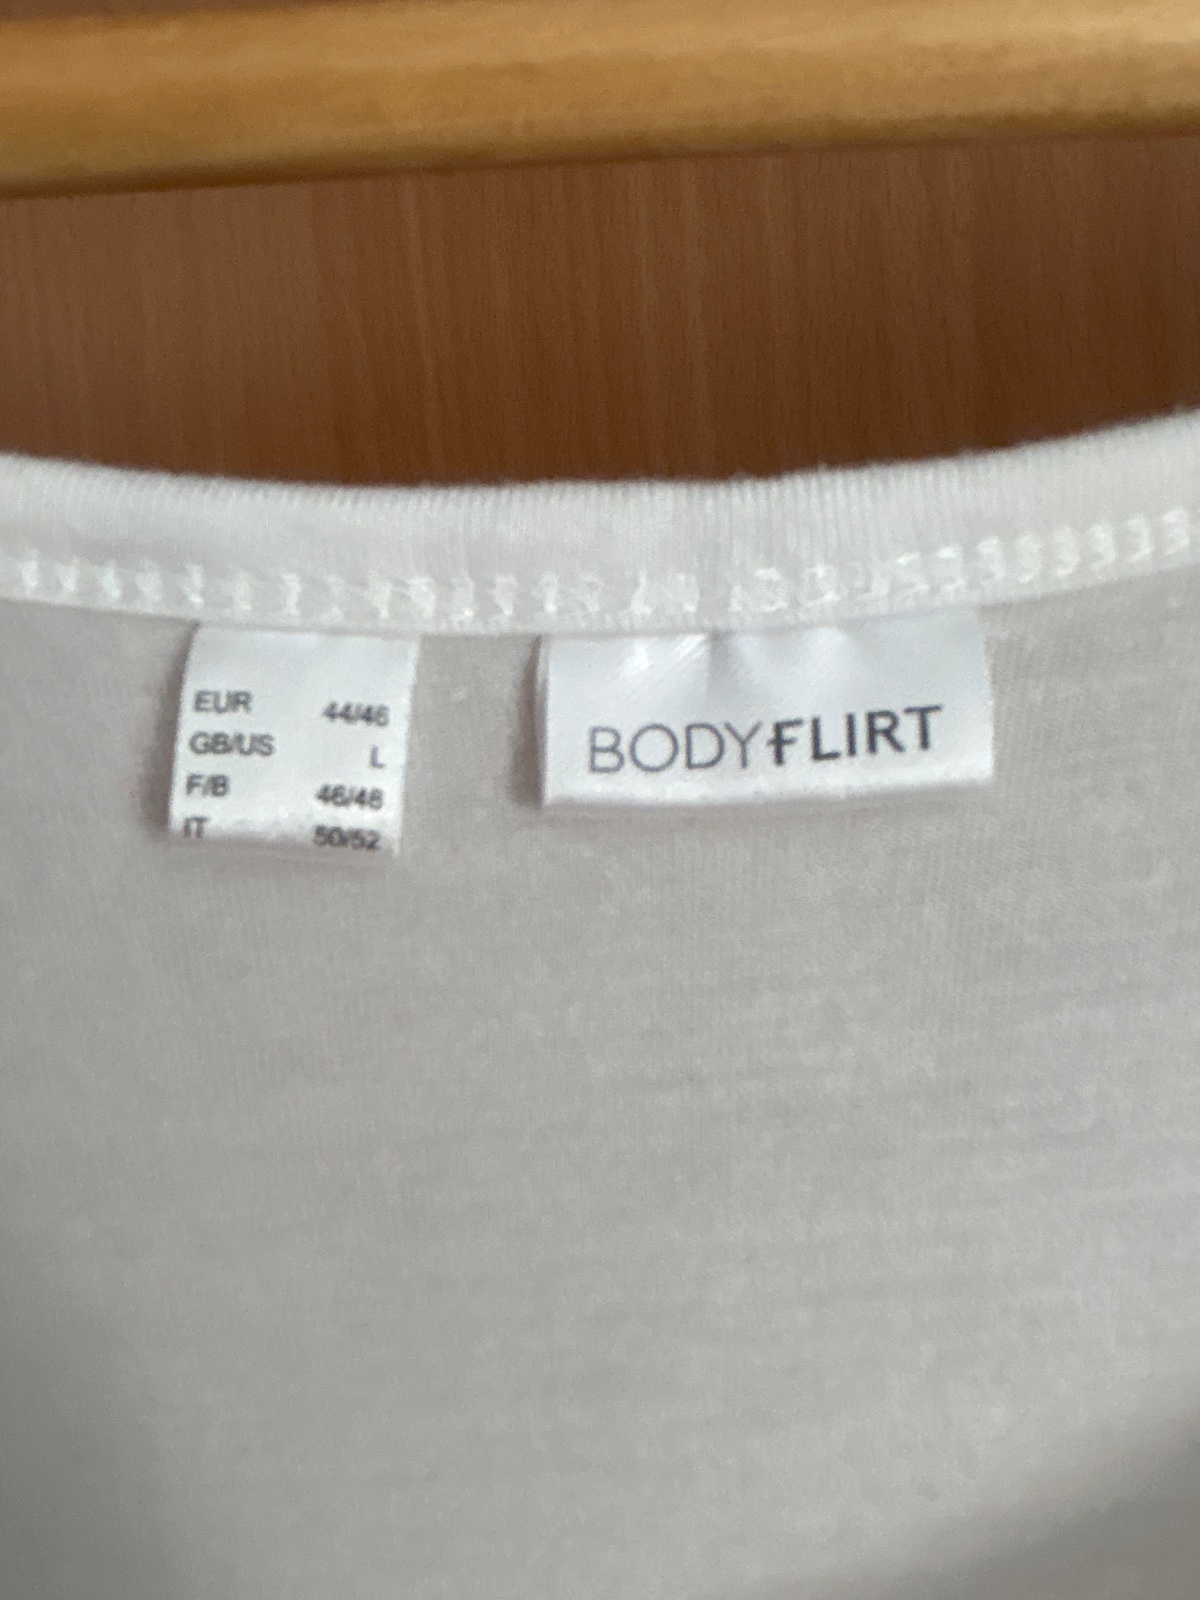 EUR 44/46
GB/US L
F/B 46/48
IT 50/52
BODYFLIRT